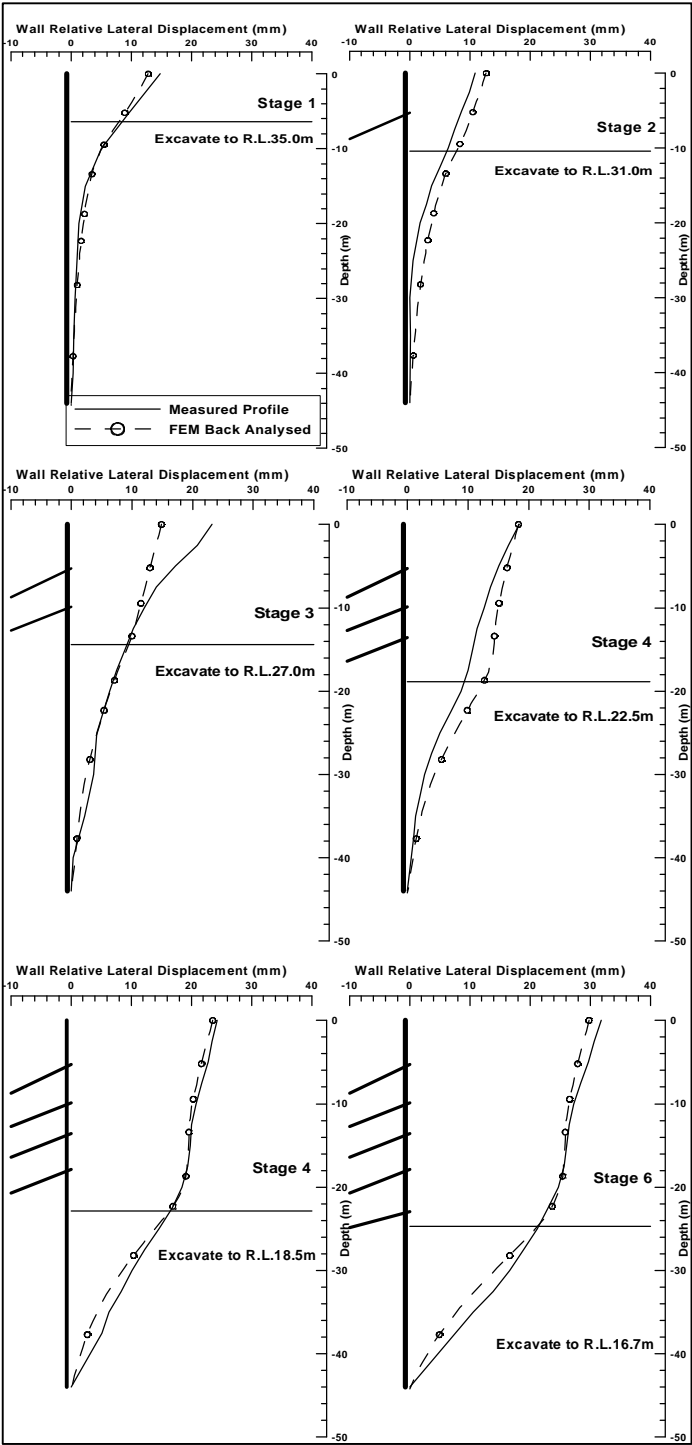 Wall Relative Lateral Displacement (mm)
-10 0 10 20 30 40
0
-10
-20
-30
-40
-50
Depth (m)
Stage 1
Excavate to R.L.35.0m
Measured Profile
FEM Back Analysed
Wall Relative Lateral Displacement (mm)
-10 0 10 20 30 40
0
-10
-20
-30
-40
-50
Depth (m)
Stage 2
Excavate to R.L.31.0m
Wall Relative Lateral Displacement (mm)
-10 0 10 20 30 40
0
-10
-20
-30
-40
-50
Depth (m)
Stage 3
Excavate to R.L.27.0m
Wall Relative Lateral Displacement (mm)
-10 0 10 20 30 40
0
-10
-20
-30
-40
-50
Depth (m)
Stage 4
Excavate to R.L.22.5m
Wall Relative Lateral Displacement (mm)
-10 0 10 20 30 40
0
-10
-20
-30
-40
-50
Depth (m)
Stage 4
Excavate to R.L.18.5m
Wall Relative Lateral Displacement (mm)
-10 0 10 20 30 40
0
-10
-20
-30
-40
-50
Depth (m)
Stage 6
Excavate to R.L.16.7m